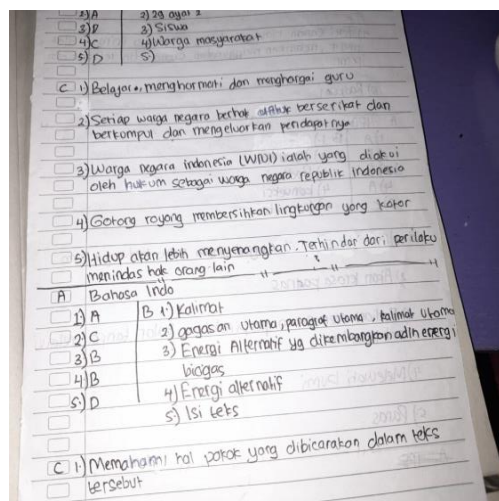 2) A 2) 29 ayat 2
3) D 3) Siswa
4) C 4) Warga masyarakat
5) D 5)
C 1) Belajar, menghormati dan menghargai guru
2) Setiap warga negara berhak berserikat dan
berkumpul dan mengeluarkan pendapatnya
3) Warga negara indonesia (WNI) ialah yang diakui
oleh hukum sebagai warga negara republik Indonesia
4) Gotong royong membersihkan lingkungan yang kotor
5) Hidup akan lebih menyenangkan. Terhindar dari perilaku
menindas hak orang lain
A Bahasa Indo
1) A B 1.) Kalimat
2) C 2) gagasan utama, paragraf utama, kalimat utama
3) B 3) Energi Alternatif yg dikembangkan adlh energi
biogas
4) B 4) Energi alternatif
5.) D 5) Isi teks
C 1.) Memahami hal pokok yang dibicarakan dalam teks
tersebut